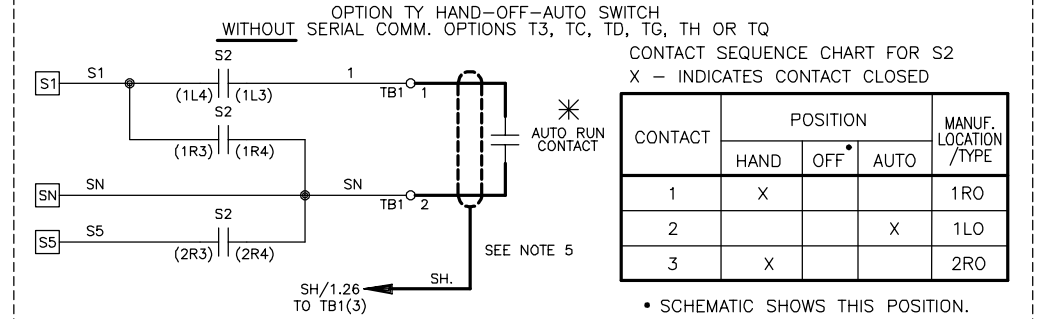 OPTION TY HAND-OFF-AUTO SWITCH
WITHOUT SERIAL COMM. OPTIONS T3, TC, TD, TG, TH OR TQ
S1
S1
S2
(1L4)
(1L3)
1
TB1
1
S2
(1R3)
(1R4)
AUTO RUN
CONTACT
SN
SN
SN
TB1
2
S5
S5
S2
(2R3)
(2R4)
SEE NOTE 5
SH/1.26
TO TB1(3)
SH.
CONTACT SEQUENCE CHART FOR S2
X – INDICATES CONTACT CLOSED
CONTACT POSITION MANUF.
LOCATION
/TYPE
HAND OFF• AUTO
1 X 1RO
2 X 1LO
3 X 2RO
• SCHEMATIC SHOWS THIS POSITION.